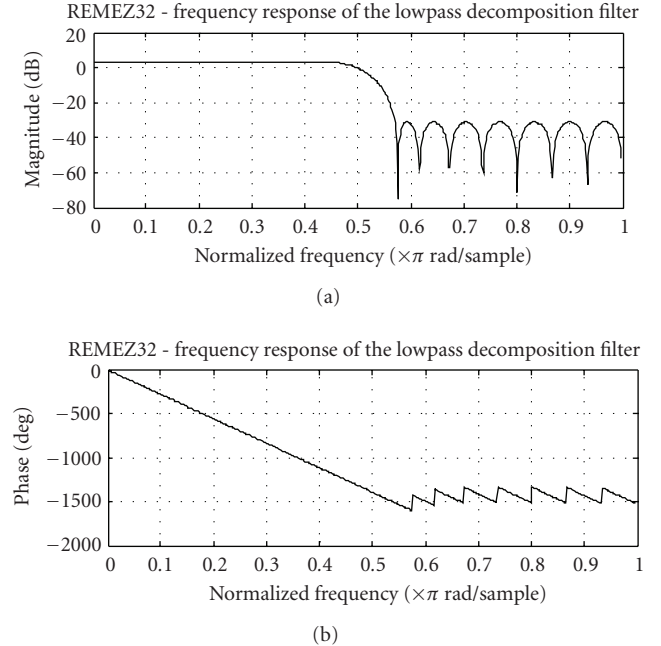 REMEZ32 - frequency response of the lowpass decomposition filter
20
0
−20
−40
−60
−80
Magnitude (dB)
0 0.1 0.2 0.3 0.4 0.5 0.6 0.7 0.8 0.9 1
Normalized frequency (×π rad/sample)
(a)
REMEZ32 - frequency response of the lowpass decomposition filter
0
−500
−1000
−1500
−2000
Phase (deg)
0 0.1 0.2 0.3 0.4 0.5 0.6 0.7 0.8 0.9 1
Normalized frequency (×π rad/sample)
(b)